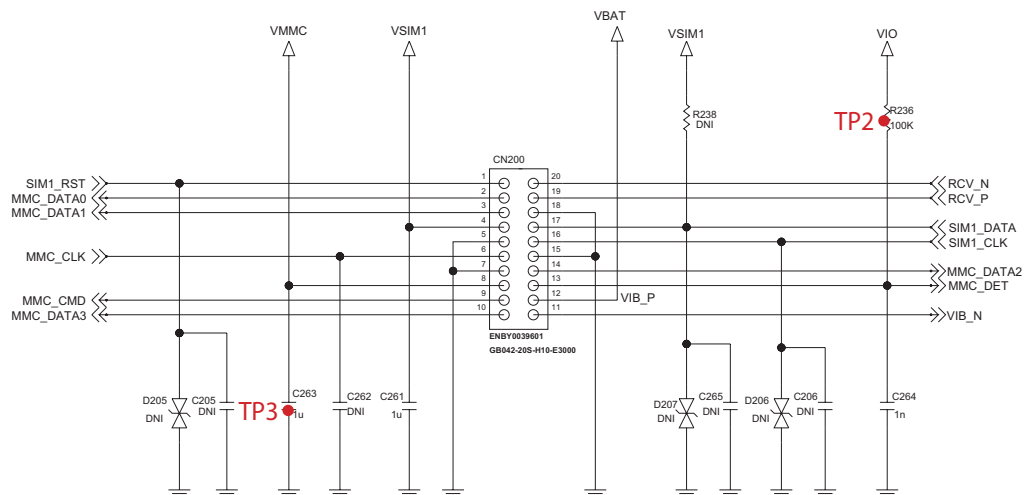 VMMC
VSIM1
VBAT
VSIM1
VIO
R238
DNI
TP2
R236
100K
CN200
SIM1_RST
1
20
RCV_N
MMC_DATA0
2
19
RCV_P
MMC_DATA1
3
18
4
17
SIM1_DATA
5
16
SIM1_CLK
MMC_CLK
6
15
7
14
MMC_DATA2
8
13
MMC_DET
MMC_CMD
9
12
VIB_P
MMC_DATA3
10
11
VIB_N
ENBY0039601
GB042-20S-H10-E3000
D205
DNI
C205
DNI
TP3
C263
1u
C262
DNI
C261
1u
D207
DNI
C265
DNI
D206
DNI
C206
DNI
C264
1n